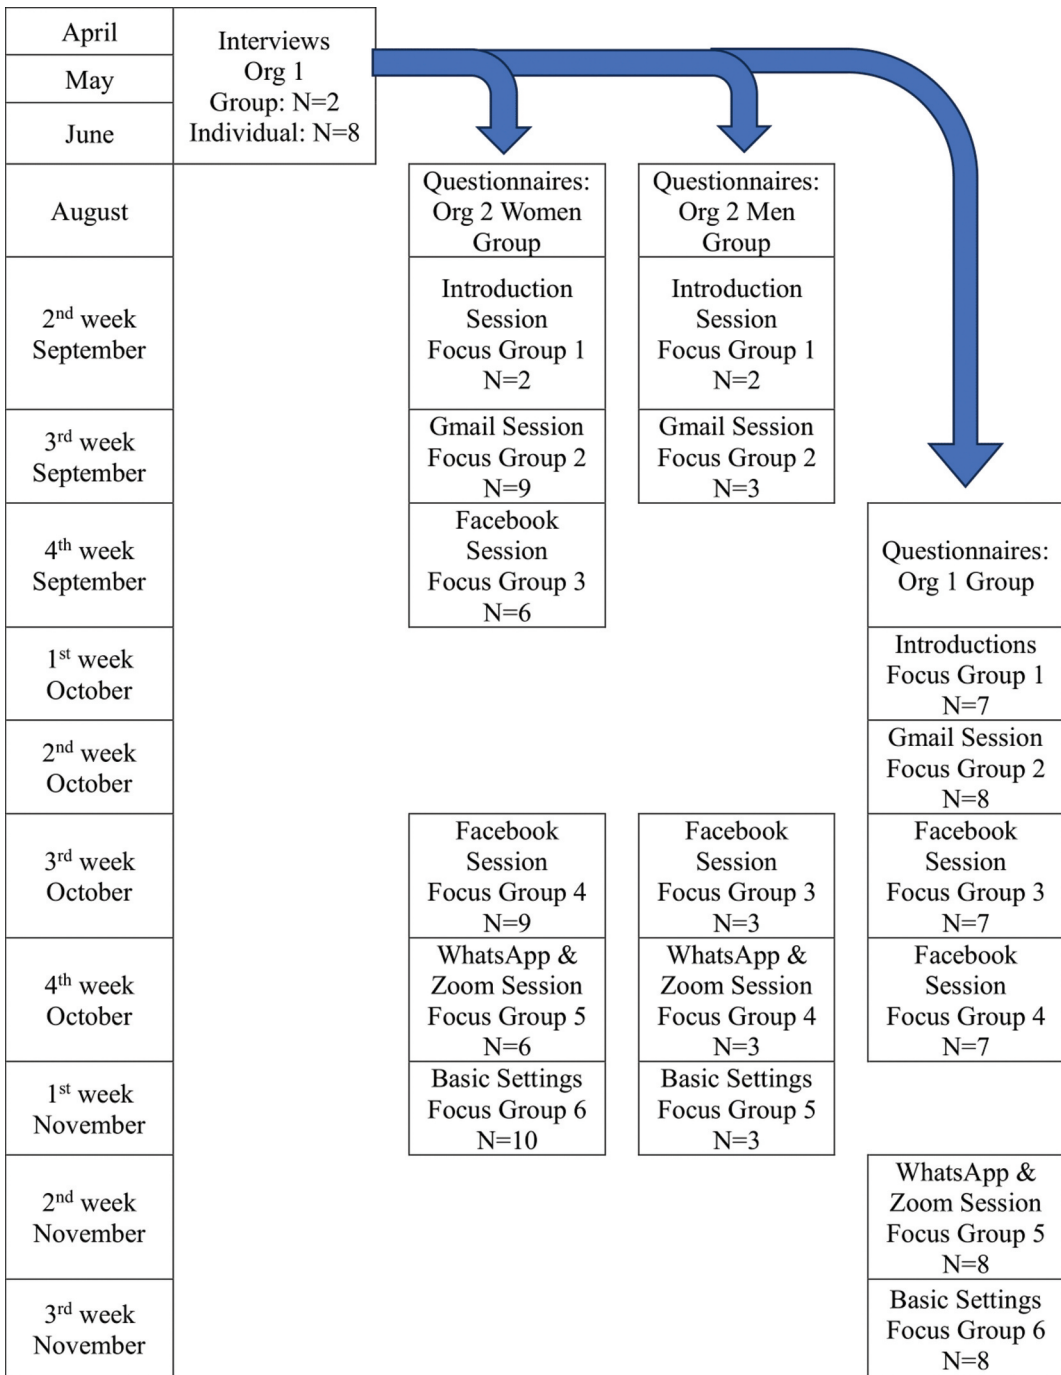 April
Interviews
Org 1
Group: N=2
Individual: N=8
May
June
August
Questionnaires:
Org 2 Women
Group
Questionnaires:
Org 2 Men
Group
2nd week
September
Introduction
Session
Focus Group 1
N=2
Introduction
Session
Focus Group 1
N=2
3rd week
September
Gmail Session
Focus Group 2
N=9
Gmail Session
Focus Group 2
N=3
4th week
September
Facebook
Session
Focus Group 3
N=6
Questionnaires:
Org 1 Group
1st week
October
Introductions
Focus Group 1
N=7
2nd week
October
Gmail Session
Focus Group 2
N=8
3rd week
October
Facebook
Session
Focus Group 4
N=9
Facebook
Session
Focus Group 3
N=3
Facebook
Session
Focus Group 3
N=7
4th week
October
WhatsApp &
Zoom Session
Focus Group 5
N=6
WhatsApp &
Zoom Session
Focus Group 4
N=3
Facebook
Session
Focus Group 4
N=7
1st week
November
Basic Settings
Focus Group 6
N=10
Basic Settings
Focus Group 5
N=3
2nd week
November
WhatsApp &
Zoom Session
Focus Group 5
N=8
3rd week
November
Basic Settings
Focus Group 6
N=8